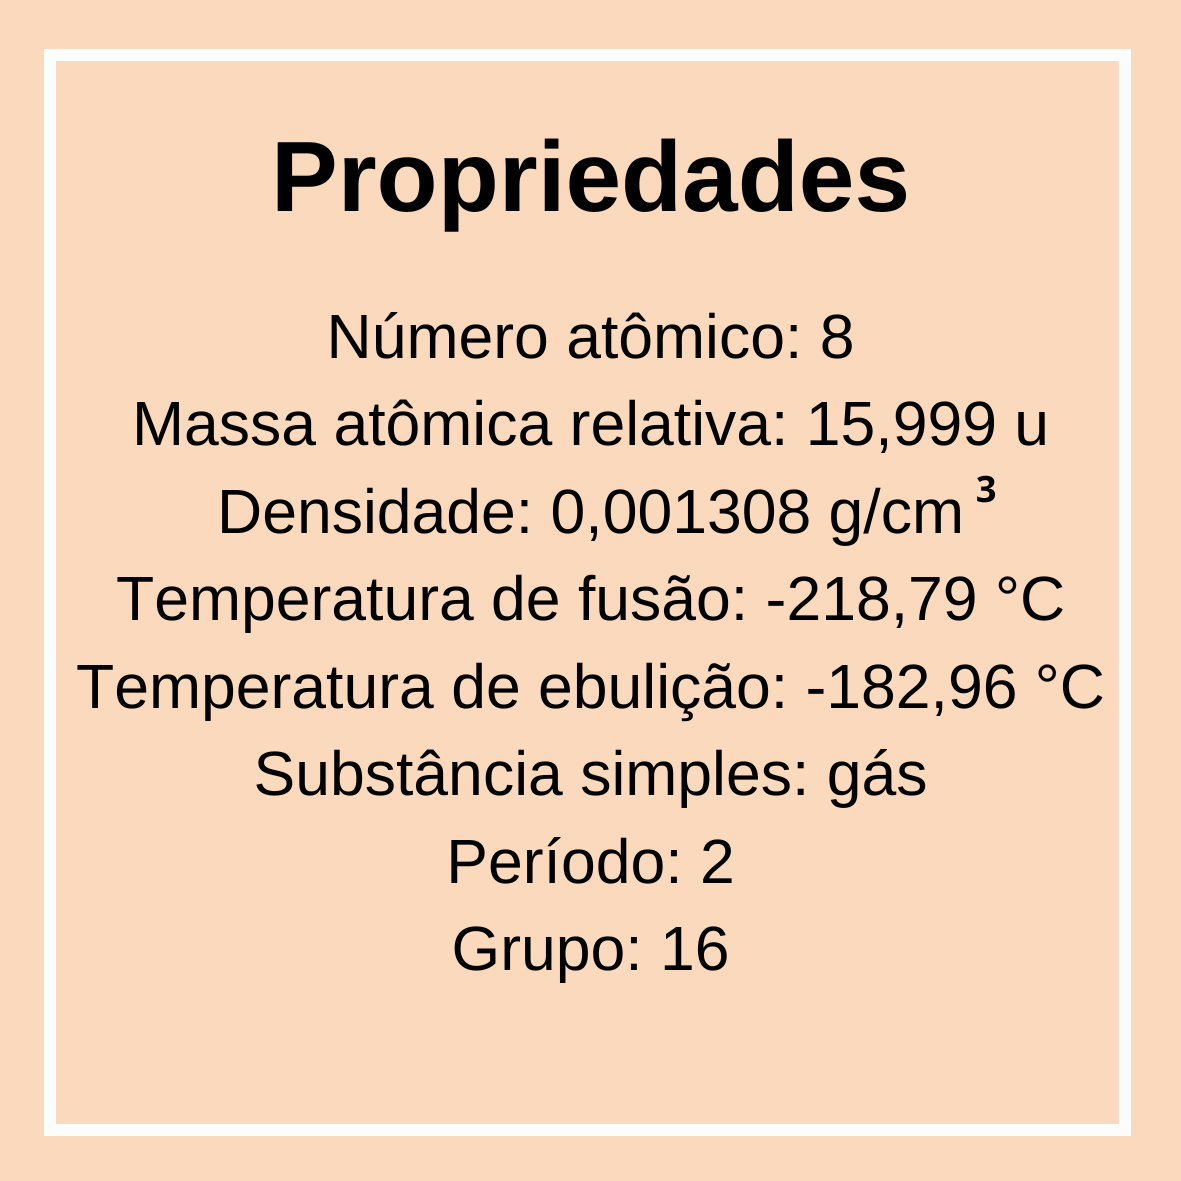 Propriedades
Número atômico: 8
Massa atômica relativa: 15,999 u
Densidade: 0,001308 g/cm ³
Temperatura de fusão: -218,79 °C
Temperatura de ebulição: -182,96 °C
Substância simples: gás
Período: 2
Grupo: 16